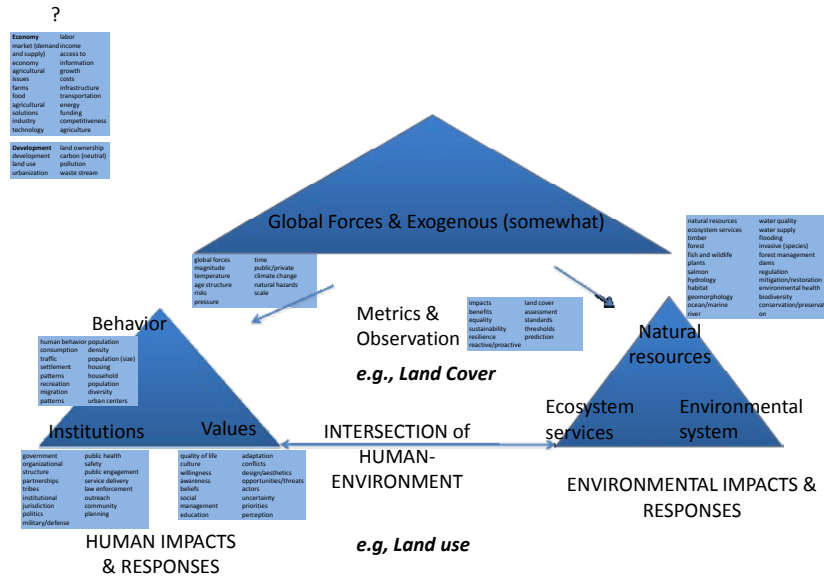 ?
Economy labor
market (demand income
and supply) access to
economy information
agricultural growth
issues costs
farms infrastructure
food transportation
agricultural energy
solutions funding
industry competitiveness
technology agriculture
Development land ownership
development carbon (neutral)
land use pollution
urbanization waste stream
Global Forces & Exogenous (somewhat)
global forces time
magnitude public/private
temperature climate change
age structure natural hazards
risks scale
pressure
natural resources water quality
ecosystem services water supply
timber flooding
forest invasive (species)
fish and wildlife forest management
plants dams
salmon regulation
hydrology mitigation/restoration
habitat environmental health
geomorphology biodiversity
ocean/marine conservation/preservat
river on
Metrics &
Observation
impacts land cover
benefits assessment
equality standards
sustainability thresholds
resilience prediction
reactive/proactive
e.g., Land Cover
Behavior
human behavior population
consumption density
traffic population (size)
settlement housing
patterns household
recreation population
migration diversity
patterns urban centers
Institutions
Values
Natural
resources
Ecosystem
services
Environmental
system
INTERSECTION of
HUMAN-
ENVIRONMENT
government public health
organizational safety
structure public engagement
partnerships service delivery
tribes law enforcement
institutional outreach
jurisdiction community
politics planning
military/defense
quality of life adaptation
culture conflicts
willingness design/aesthetics
awareness opportunities/threats
beliefs actors
social uncertainty
management priorities
education perception
HUMAN IMPACTS
& RESPONSES
ENVIRONMENTAL IMPACTS &
RESPONSES
e.g, Land use